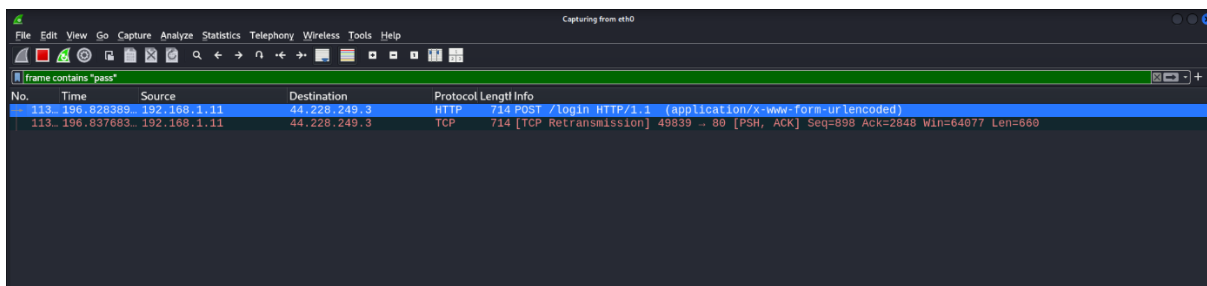 Capturing from eth0
File Edit View Go Capture Analyze Statistics Telephony Wireless Tools Help
frame contains "pass"
No. Time Source Destination Protocol Lengtl Info
113… 196.828389… 192.168.1.11 44.228.249.3 HTTP 714 POST /login HTTP/1.1 (application/x-www-form-urlencoded)
113… 196.837683… 192.168.1.11 44.228.249.3 TCP 714 [TCP Retransmission] 49839 → 80 [PSH, ACK] Seq=898 Ack=2848 Win=64077 Len=660